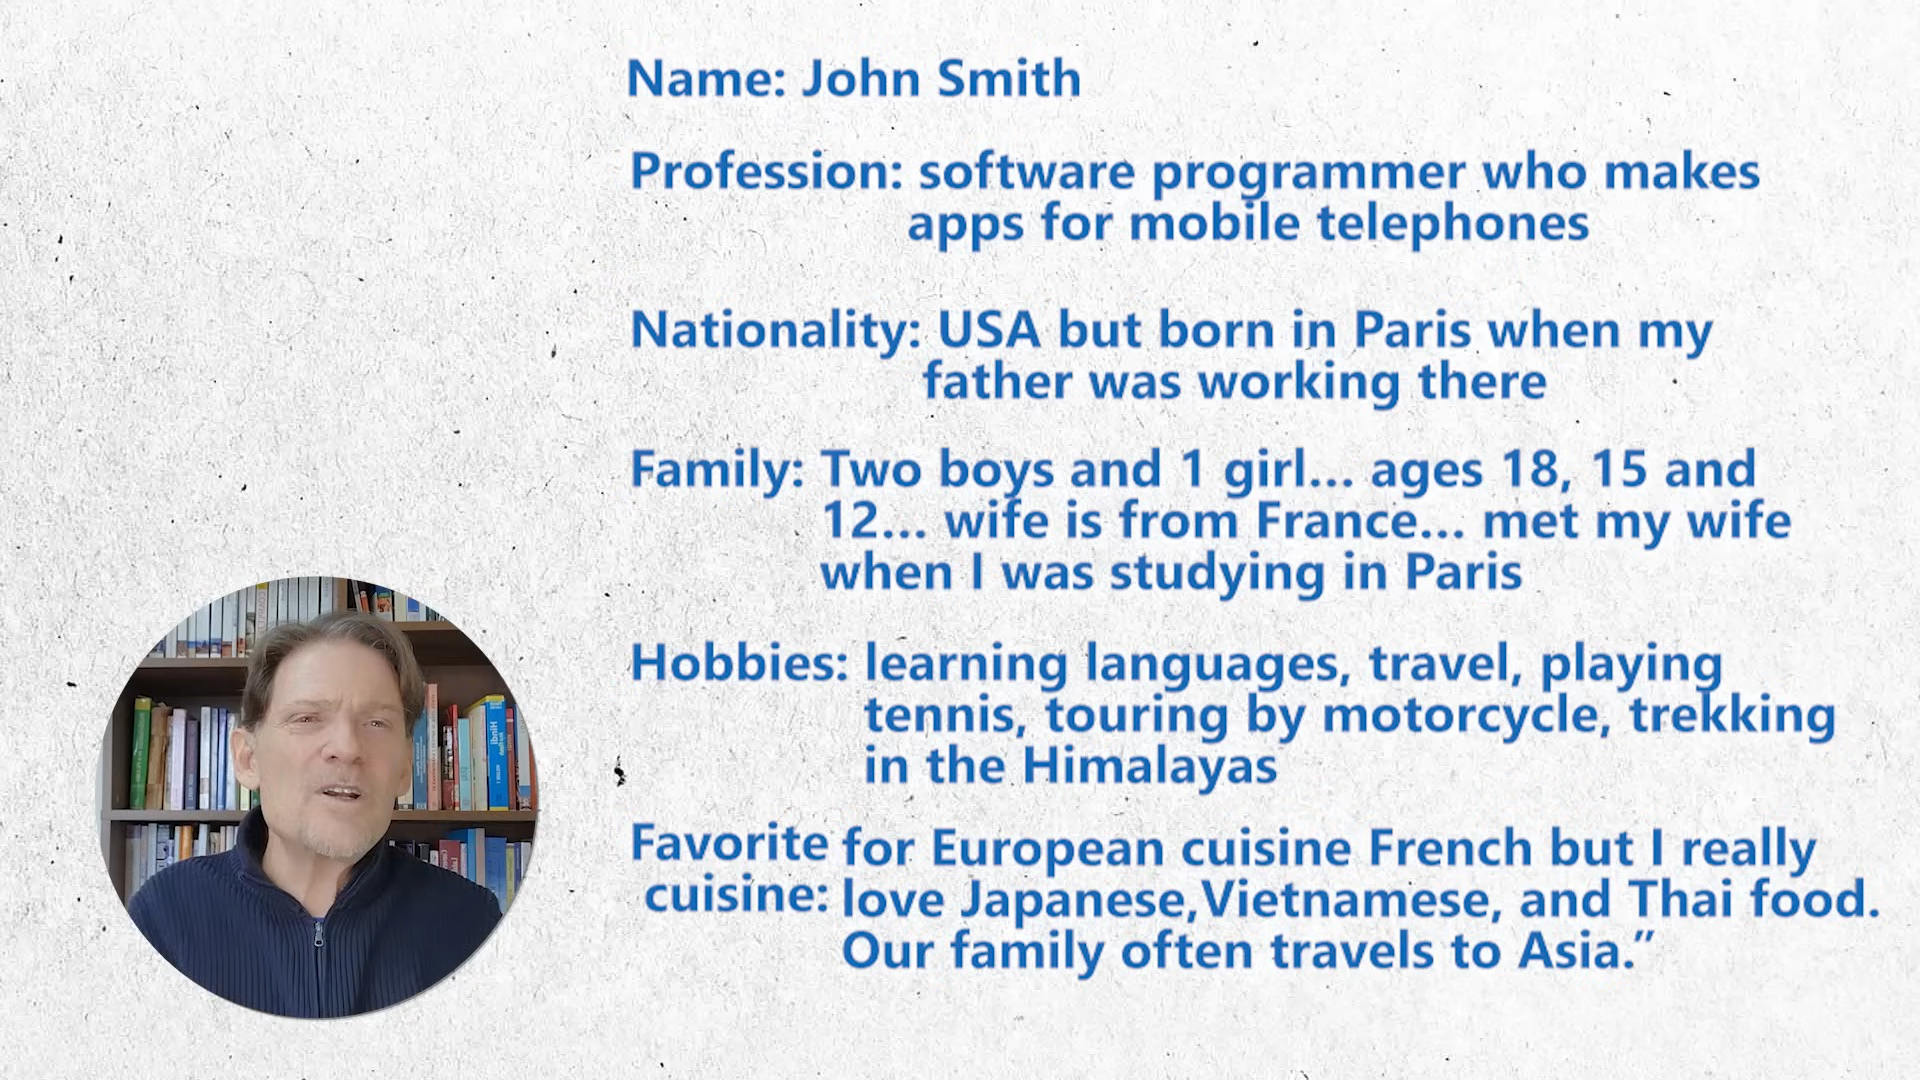 Name: John Smith
Profession: software programmer who makes
apps for mobile telephones
Nationality: USA but born in Paris when my
father was working there
Family: Two boys and 1 girl... ages 18, 15 and
12... wife is from France... met my wife
when I was studying in Paris
Hobbies: learning languages, travel, playing
tennis, touring by motorcycle, trekking
in the Himalayas
Favorite for European cuisine French but I really
cuisine: love Japanese,Vietnamese, and Thai food.
Our family often travels to Asia.”